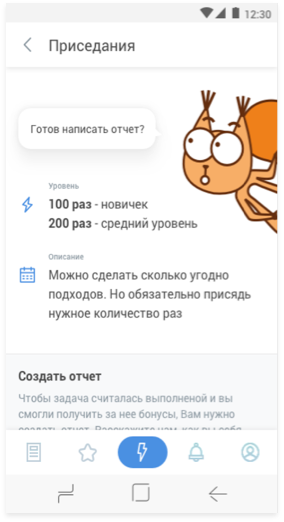 12:30
Приседания
Готов написать отчет?
Уровень
100 раз - новичек
200 раз - средний уровень
Описание
Можно сделать сколько угодно
подходов. Но обязательно присядь
нужное количество раз
Создать отчет
Чтобы задача считалась выполненой и вы
смогли получить за нее бонусы, Вам нужно
создать отчет. Расскажите нам, как вы себя